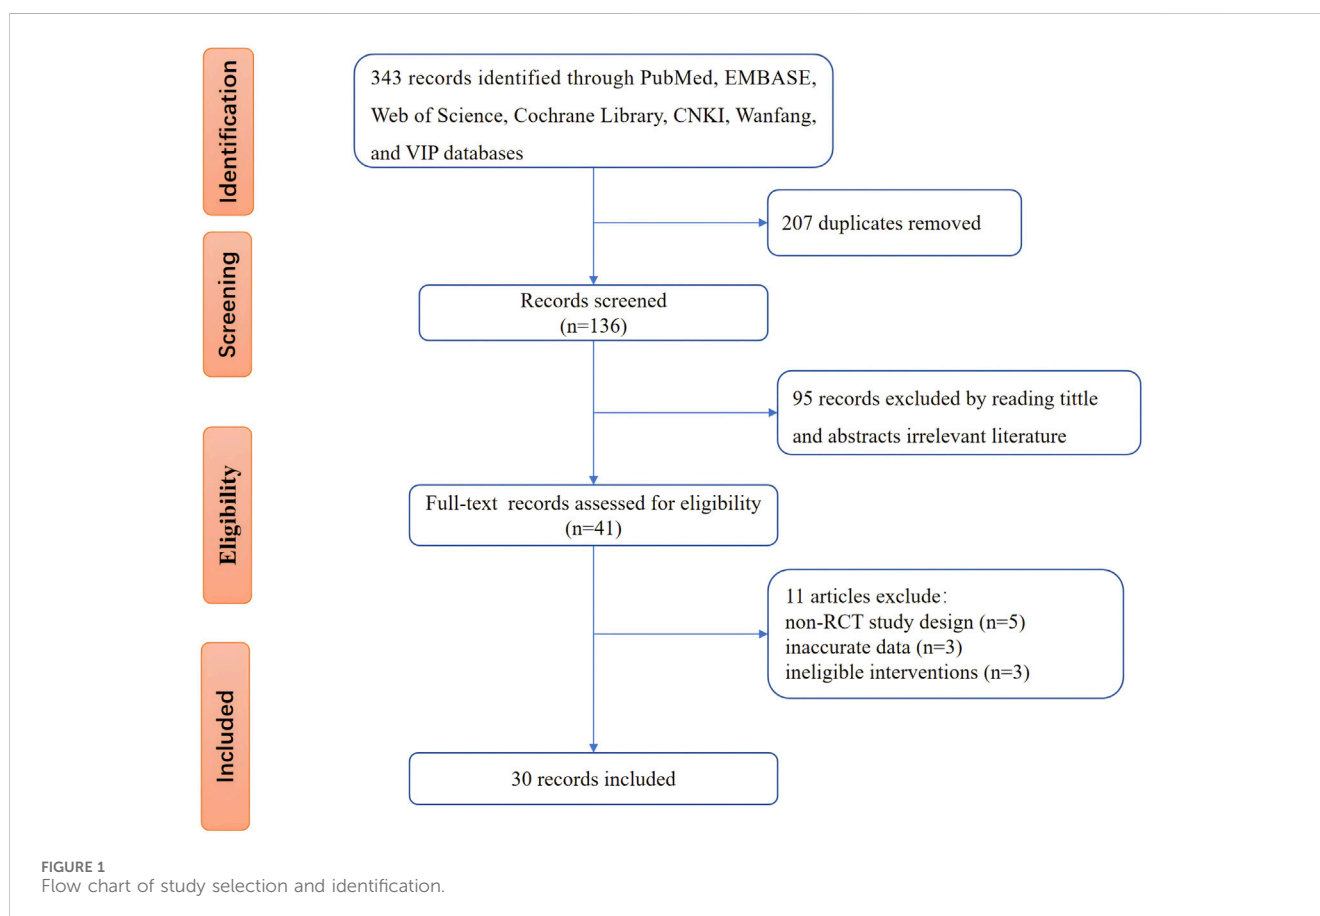 Identification
343 records identified through PubMed, EMBASE,
Web of Science, Cochrane Library, CNKI, Wanfang,
and VIP databases
207 duplicates removed
Screening
Records screened
(n=136)
95 records excluded by reading tittle
and abstracts irrelevant literature
Eligibility
Full-text records assessed for eligibility
(n=41)
11 articles exclude:
non-RCT study design (n=5)
inaccurate data (n=3)
ineligible interventions (n=3)
Included
30 records included
FIGURE 1
Flow chart of study selection and identification.